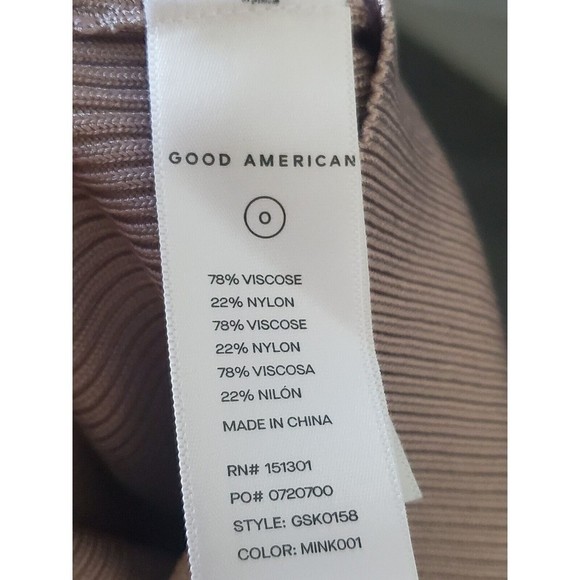 GOOD AMERICAN
0
78% VISCOSE
22% NYLON
78% VISCOSE
22% NYLON
78% VISCOSA
22% NILÓN
MADE IN CHINA
RN# 151301
PO# 0720700
STYLE: GSK0158
COLOR: MINK001